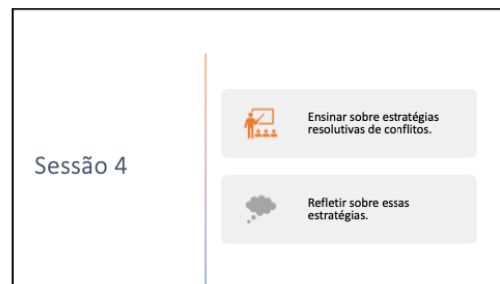 Sessão 4
Ensinar sobre estratégias
resolutivas de conflitos.
Refletir sobre essas
estratégias.